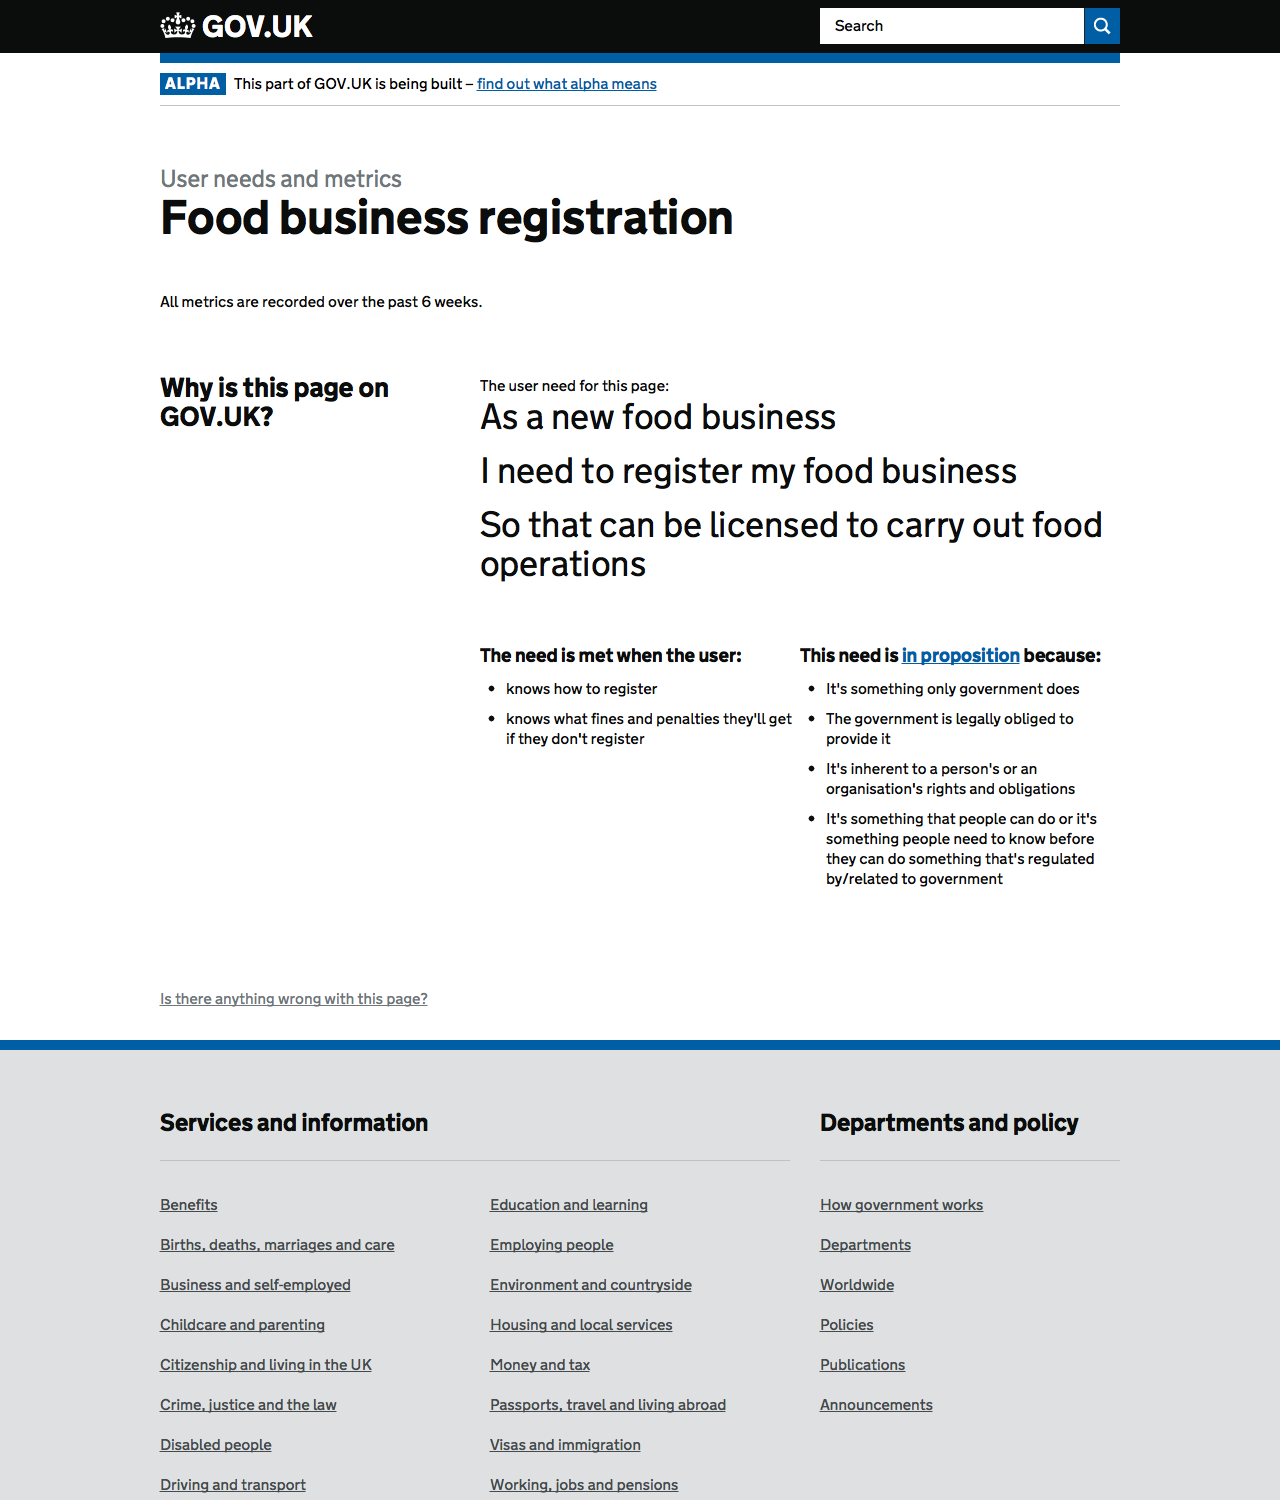 GOV.UK
Search
ALPHA This part of GOV.UK is being built – find out what alpha means
User needs and metrics
Food business registration
All metrics are recorded over the past 6 weeks.
Why is this page on
GOV.UK?
The user need for this page:
As a new food business
I need to register my food business
So that can be licensed to carry out food
operations
The need is met when the user:
knows how to register
knows what fines and penalties they'll get
if they don't register
This need is in proposition because:
It's something only government does
The government is legally obliged to
provide it
It's inherent to a person's or an
organisation's rights and obligations
It's something that people can do or it's
something people need to know before
they can do something that's regulated
by/related to government
Is there anything wrong with this page?
Services and information
Benefits
Births, deaths, marriages and care
Business and self-employed
Childcare and parenting
Citizenship and living in the UK
Crime, justice and the law
Disabled people
Driving and transport
Education and learning
Employing people
Environment and countryside
Housing and local services
Money and tax
Passports, travel and living abroad
Visas and immigration
Working, jobs and pensions
Departments and policy
How government works
Departments
Worldwide
Policies
Publications
Announcements